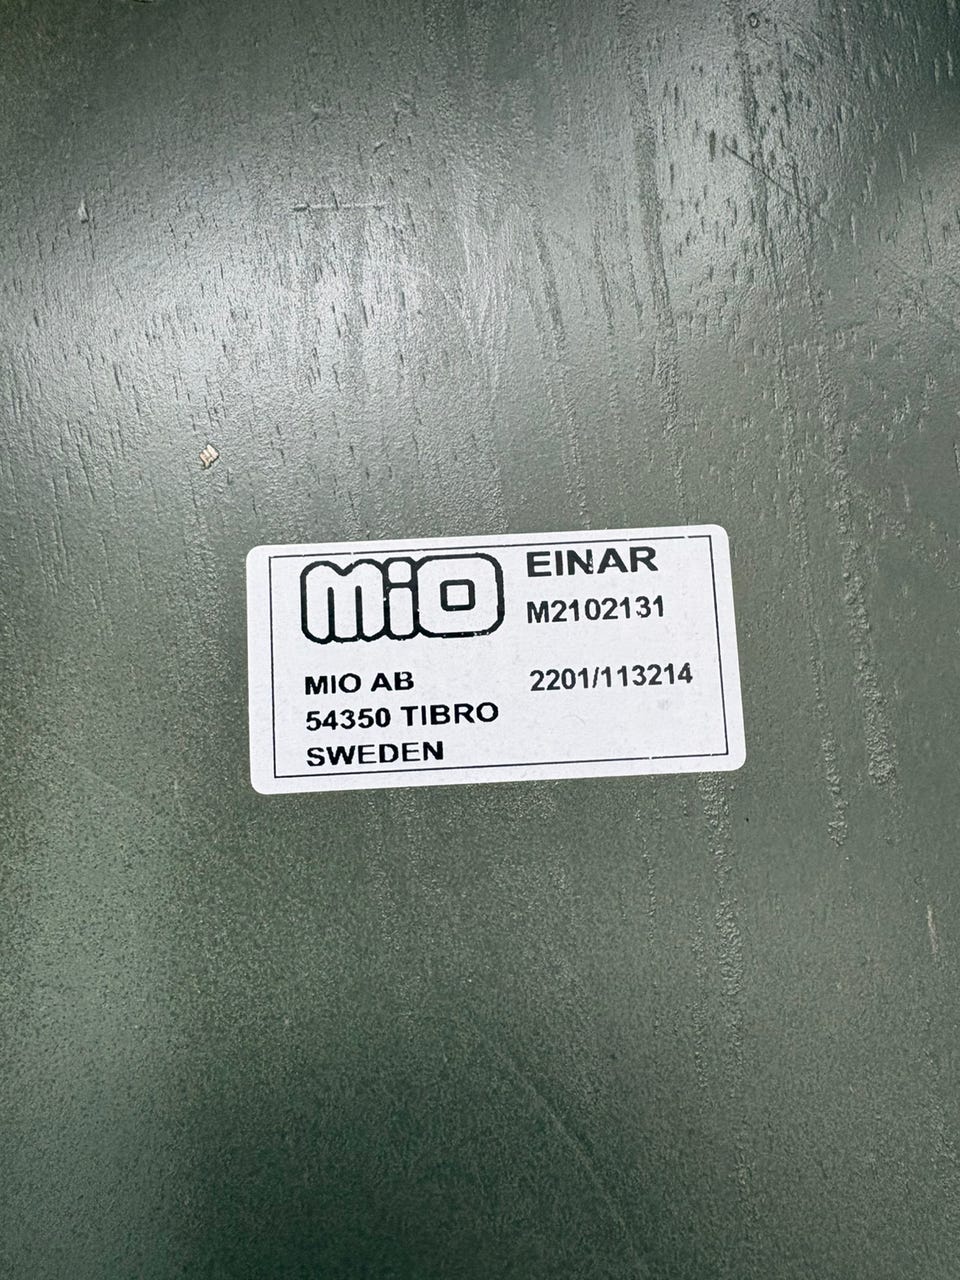 mio
EINAR
M2102131
MIO AB
2201/113214
54350 TIBRO
SWEDEN